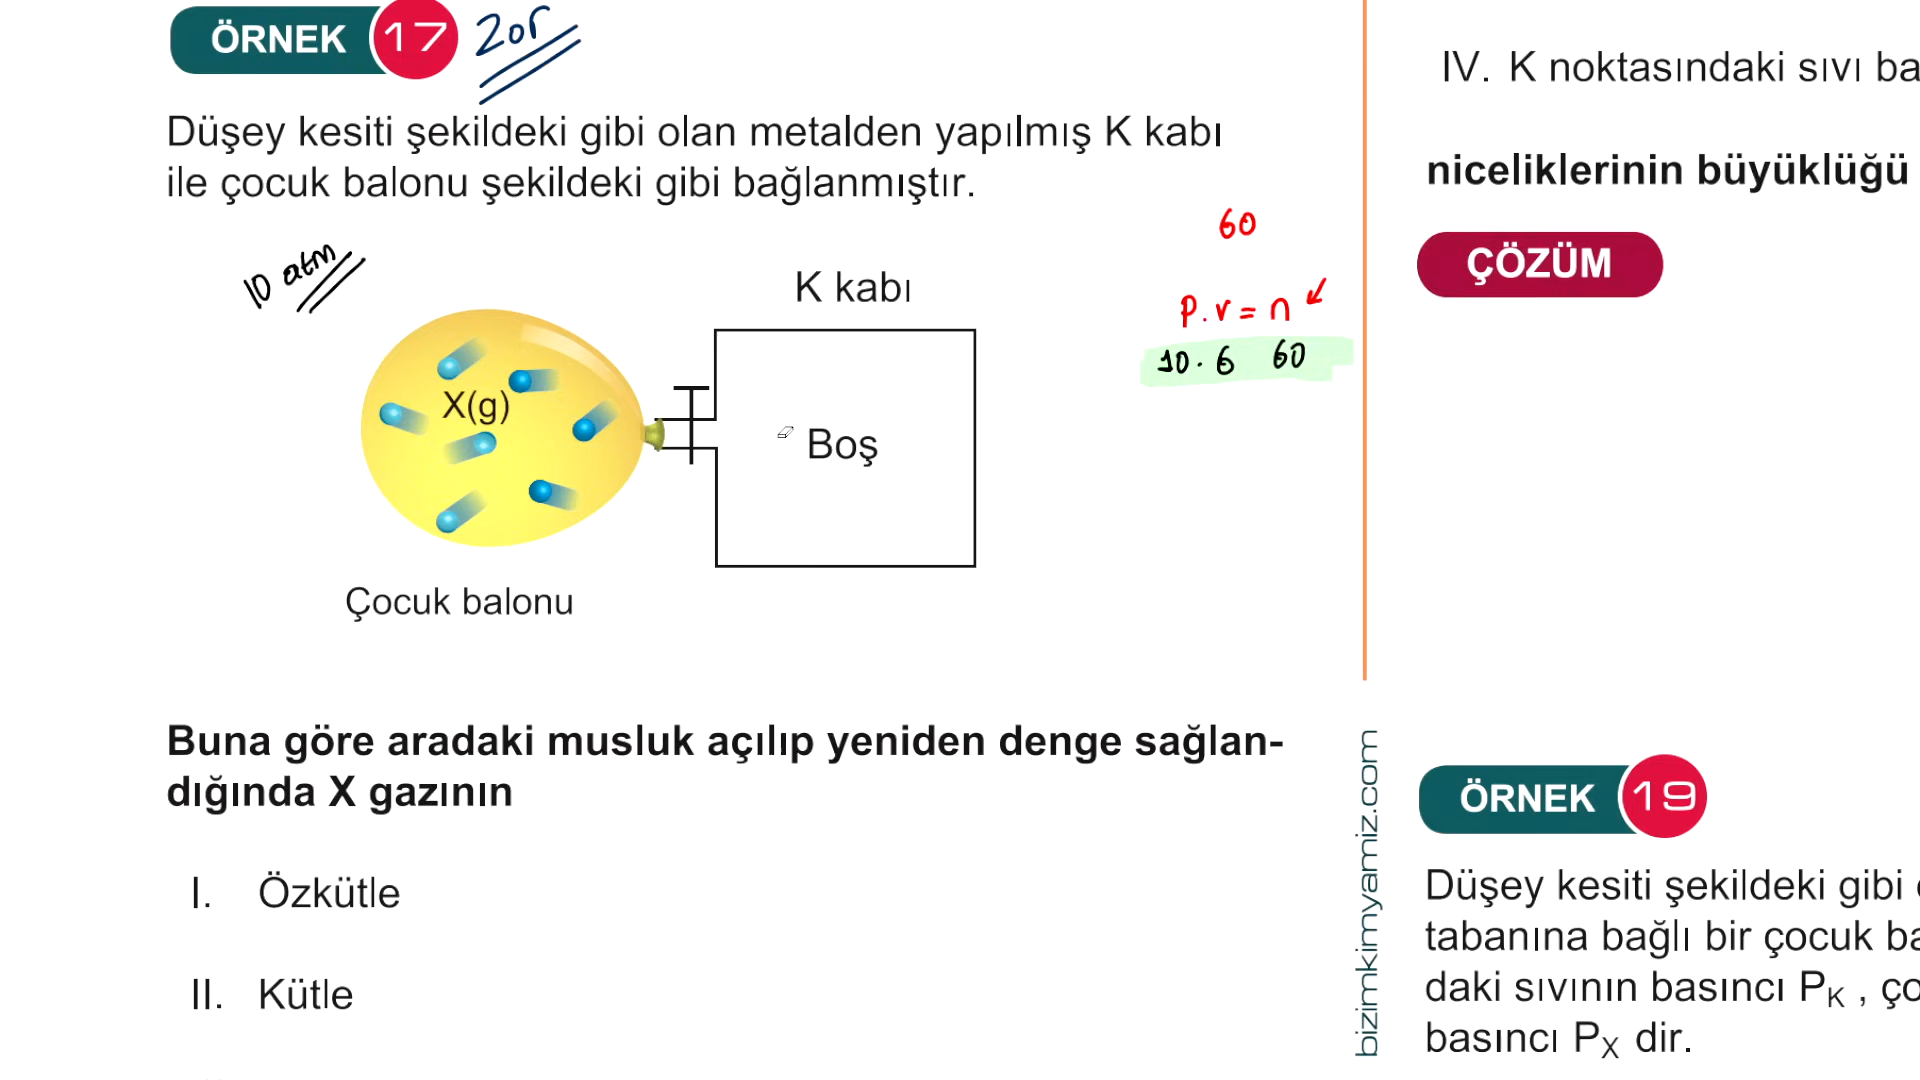 ÖRNEK 17 Zor
Düşey kesiti şekildeki gibi olan metalden yapılmış K kabı
ile çocuk balonu şekildeki gibi bağlanmıştır.
10 atm
K kabı
X(g)
Boş
Çocuk balonu
60
P.V = n
10.6 60
Buna göre aradaki musluk açılıp yeniden denge sağlan-
dığında X gazının
I. Özkütle
II. Kütle
bizimkimyamiz.com
IV. K noktasındaki sıvı ba
niceliklerinin büyüklüğü
ÇÖZÜM
ÖRNEK 19
Düşey kesiti şekildeki gibi
tabanına bağlı bir çocuk ba
daki sıvının basıncı PK , ço
basıncı PX dir.